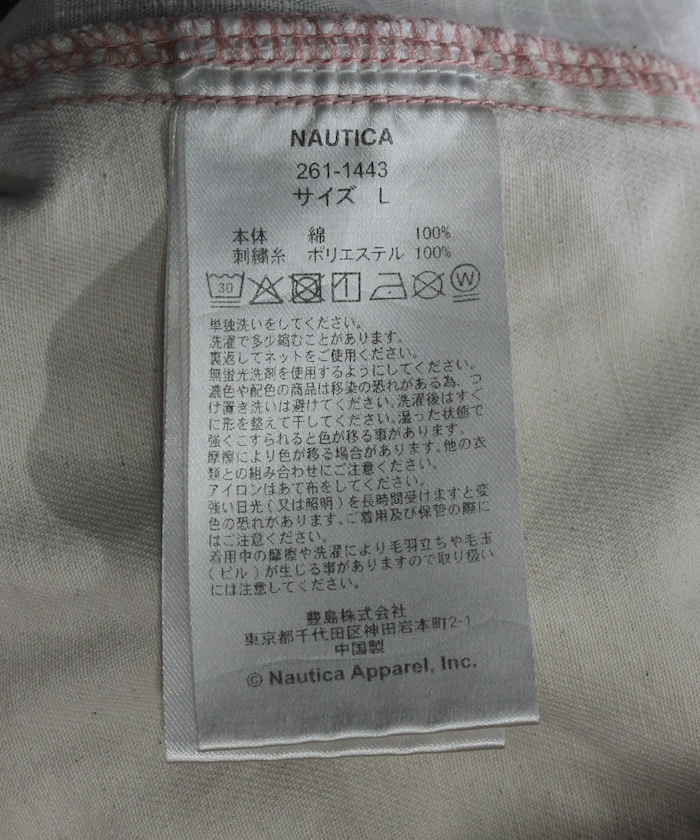 NAUTICA
261-1443
サイズ L
本体 綿 100%
刺繍糸 ポリエステル 100%
30 W
単独洗いをしてください。
洗濯で多少縮むことがあります。
裏返してネットをご使用ください。
無蛍光洗剤を使用するようにしてください。
濃色や配色の商品は移染の恐れがある為、つ
け置き洗いは避けてください。洗濯後はすぐ
に形を整えて干してください。湿った状態で
強くこすられると色が移る事があります。
摩擦により色が移る場合があります。他の衣
類との組み合わせにご注意ください。
アイロンはあて布をしてください。
強い日光(又は照明)を長時間受けますと変
色の恐れがあります。ご着用及び保管の際に
はご注意ください。
着用中の摩擦や洗濯により毛羽立ちや毛玉
(ピル)が生じる事がありますので取り扱い
には注意してください。
豊島株式会社
東京都千代田区神田岩本町2-1
中国製
© Nautica Apparel, Inc.